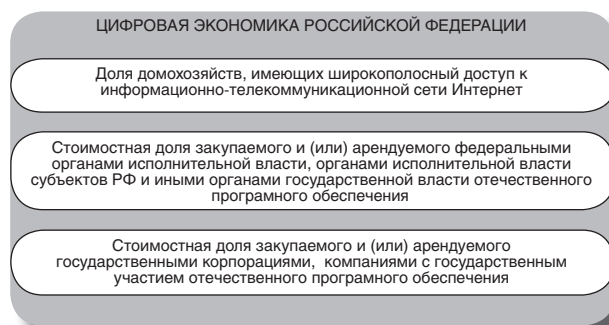 ЦИФРОВАЯ ЭКОНОМИКА РОССИЙСКОЙ ФЕДЕРАЦИИ
Доля домохозяйств, имеющих широкополосный доступ к
информационно-телекоммуникационной сети Интернет
Стоимостная доля закупаемого и (или) арендуемого федеральными
органами исполнительной власти, органами исполнительной власти
субъектов РФ и иными органами государственной власти отечественного
програмного обеспечения
Стоимостная доля закупаемого и (или) арендуемого
государственными корпорациями, компаниями с государственным
участием отечественного програмного обеспечения